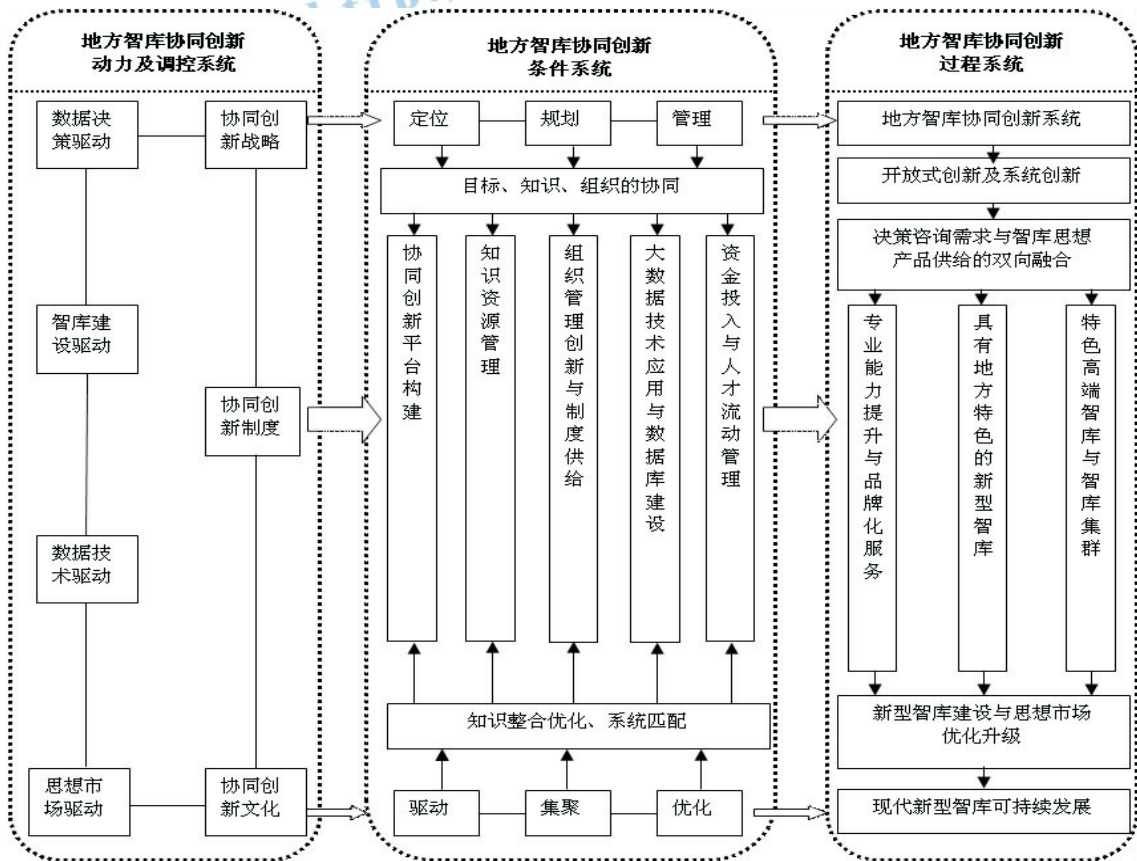 地方智库协同创新
动力及调控系统
数据决
策驱动
协同创
新战略
智库建
设驱动
协同创
新制度
数据技
术驱动
思想市
场驱动
协同创
新文化
地方智库协同创新
条件系统
定位
规划
管理
目标、知识、组织的协同
协同创新平台构建
知识资源管理
组织管理创新与制度供给
大数据技术应用与数据库建设
资金投入与人才流动管理
知识整合优化、系统匹配
驱动
集聚
优化
地方智库协同创新
过程系统
地方智库协同创新系统
开放式创新及系统创新
决策咨询需求与智库思想
产品供给的双向融合
专业能力提升与品牌化服务
具有地方特色的新型智库
特色高端智库与智库集群
新型智库建设与思想市场
优化升级
现代新型智库可持续发展